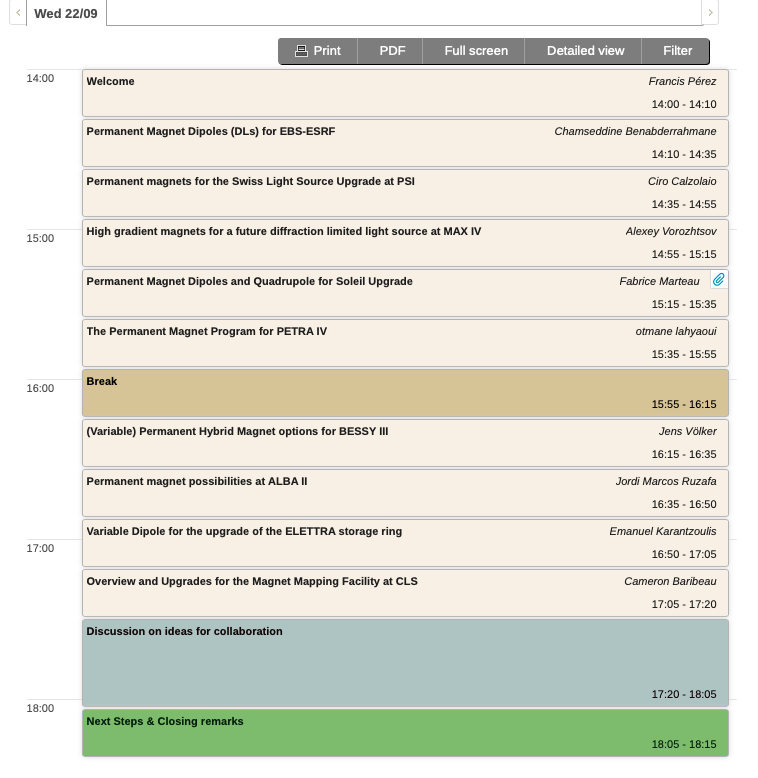 Wed 22/09
Print PDF Full screen Detailed view Filter
14:00
Welcome Francis Pérez
14:00 - 14:10
Permanent Magnet Dipoles (DLs) for EBS-ESRF Chamseddine Benabderrahmane
14:10 - 14:35
Permanent magnets for the Swiss Light Source Upgrade at PSI Ciro Calzolaio
14:35 - 14:55
15:00
High gradient magnets for a future diffraction limited light source at MAX IV Alexey Vorozhtsov
14:55 - 15:15
Permanent Magnet Dipoles and Quadrupole for Soleil Upgrade Fabrice Marteau
15:15 - 15:35
The Permanent Magnet Program for PETRA IV otmane lahyaoui
15:35 - 15:55
16:00
Break
15:55 - 16:15
(Variable) Permanent Hybrid Magnet options for BESSY III Jens Völker
16:15 - 16:35
Permanent magnet possibilities at ALBA II Jordi Marcos Ruzafa
16:35 - 16:50
Variable Dipole for the upgrade of the ELETTRA storage ring Emanuel Karantzoulis
17:00
16:50 - 17:05
Overview and Upgrades for the Magnet Mapping Facility at CLS Cameron Baribeau
17:05 - 17:20
Discussion on ideas for collaboration
17:20 - 18:05
18:00
Next Steps & Closing remarks
18:05 - 18:15